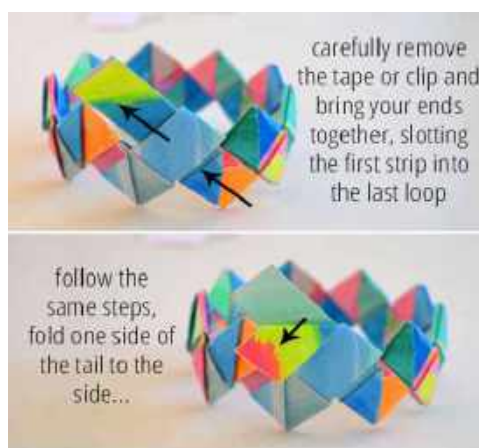 carefully remove
the tape or clip and
bring your ends
together, slotting
the first strip into
the last loop
follow the
same steps,
fold one side of
the tail to the
side...